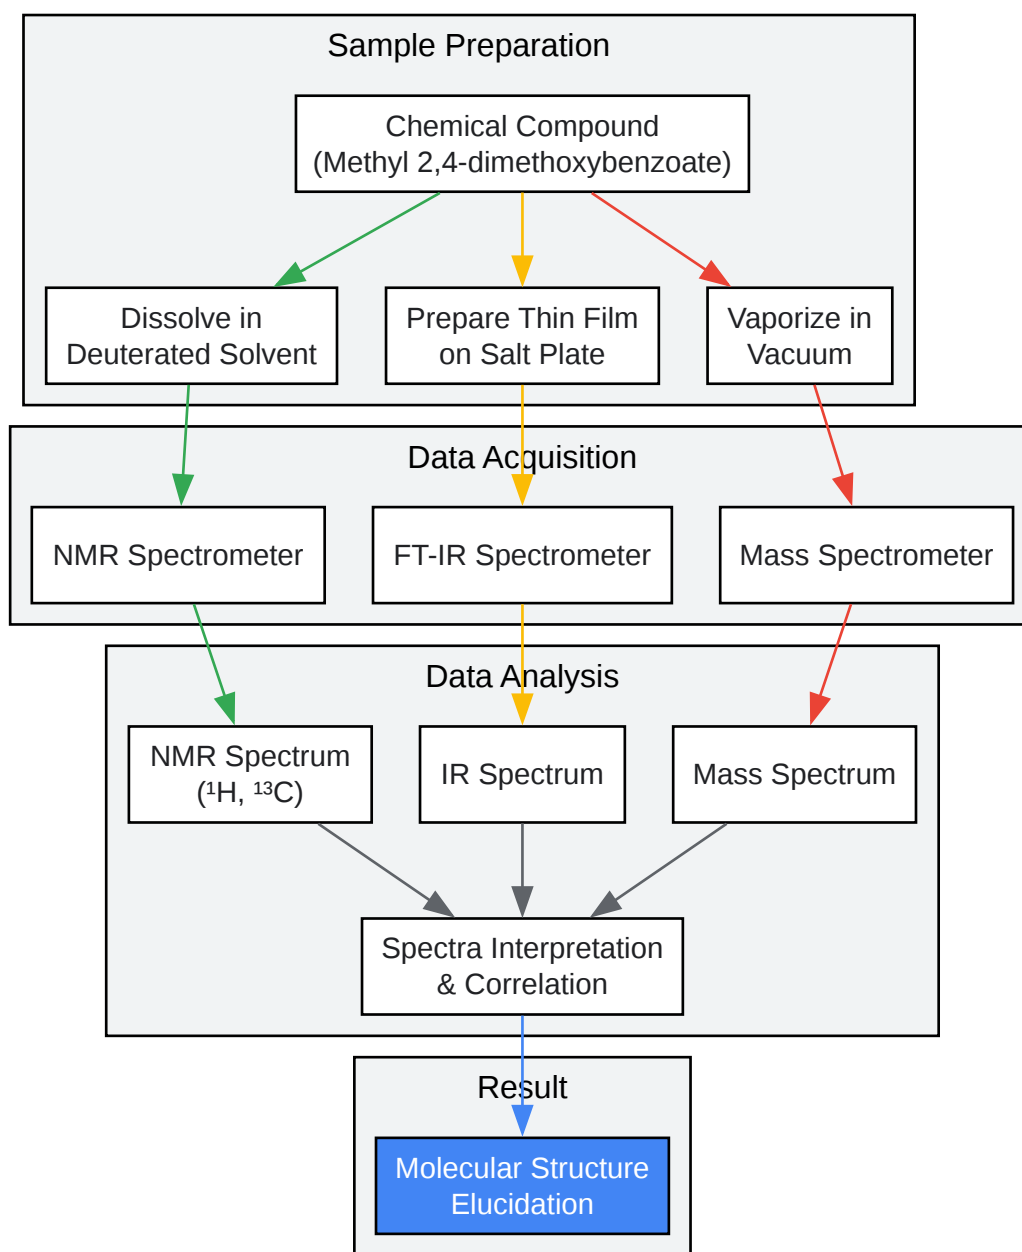 Sample Preparation
Chemical Compound
(Methyl 2,4-dimethoxybenzoate)
Dissolve in
Deuterated Solvent
Prepare Thin Film
on Salt Plate
Vaporize in
Vacuum
Data Acquisition
NMR Spectrometer
FT-IR Spectrometer
Mass Spectrometer
Data Analysis
NMR Spectrum
(¹H, ¹³C)
IR Spectrum
Mass Spectrum
Spectra Interpretation
& Correlation
Result
Molecular Structure
Elucidation